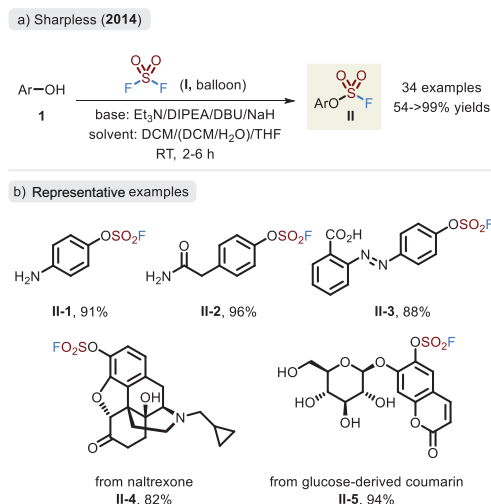 a) Sharpless (2014)
O O
S
F F
(I, balloon)
Ar–OH
1
base: Et₃N/DIPEA/DBU/NaH
solvent: DCM/(DCM/H₂O)/THF
RT, 2-6 h
O O
S
ArO F
II
34 examples
54->99% yields
b) Representative examples
OSO₂F
H₂N
II-1, 91%
OSO₂F
O
H₂N
II-2, 96%
OSO₂F
CO₂H
N
N
II-3, 88%
FO₂SO
OH
O
N
O
from naltrexone
II-4, 82%
OSO₂F
HO
O
O
HO
OH
OH
O
O
from glucose-derived coumarin
II-5, 94%